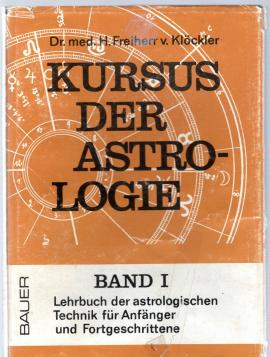 Dr. med. H. Freiherr v. Klöckler
KURSUS
DER
ASTRO-
LOGIE
BAND I
Lehrbuch der astrologischen
Technik für Anfänger
und Fortgeschrittene
BAUER